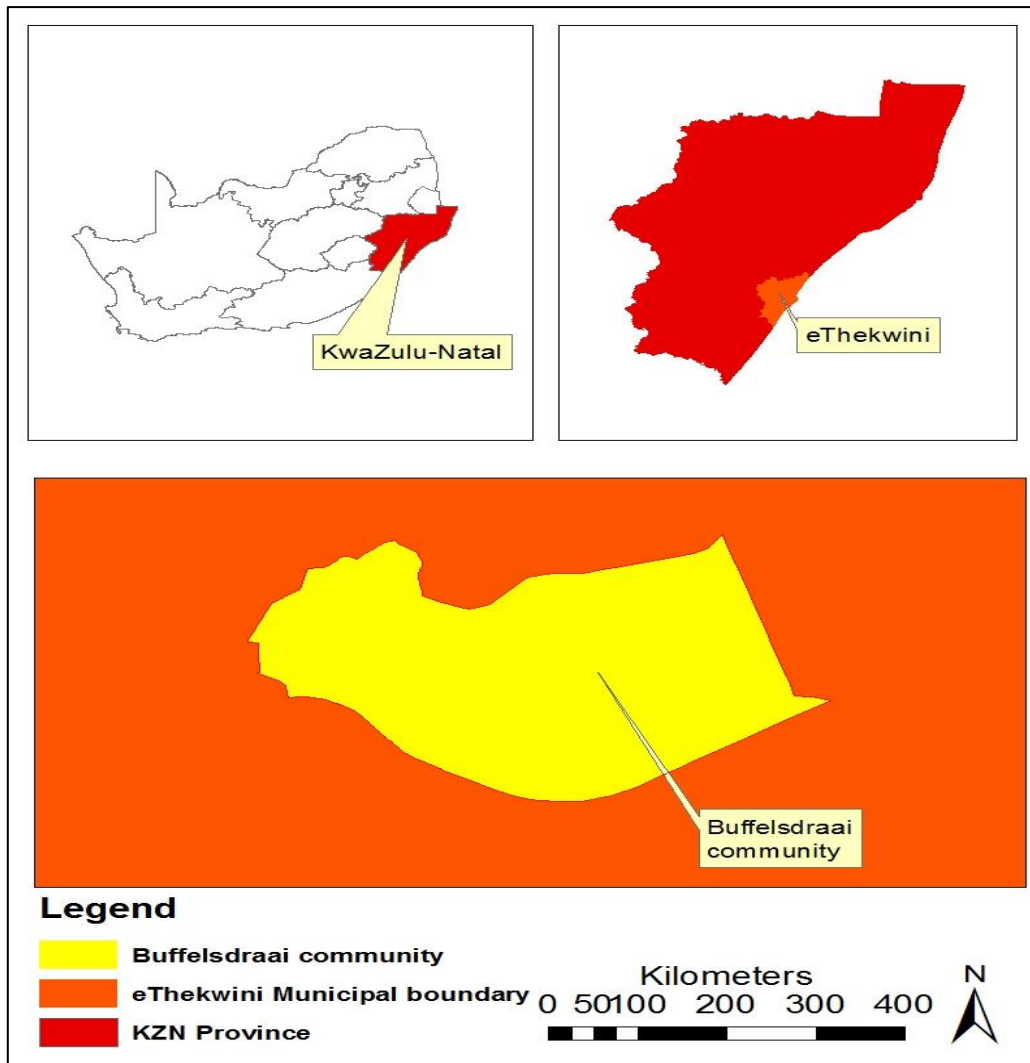 KwaZulu-Natal
eThekwini
Buffelsdraai
community
Legend
Buffelsdraai community
eThekwini Municipal boundary
KZN Province
Kilometers
0 50100 200 300 400
N